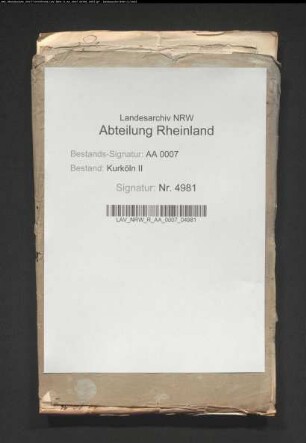 Landesarchiv NRW
Abteilung Rheinland
Bestands-Signatur: AA 0007
Bestand: Kurköln II
Signatur: Nr. 4981
LAV_NRW_R_AA_0007_04981